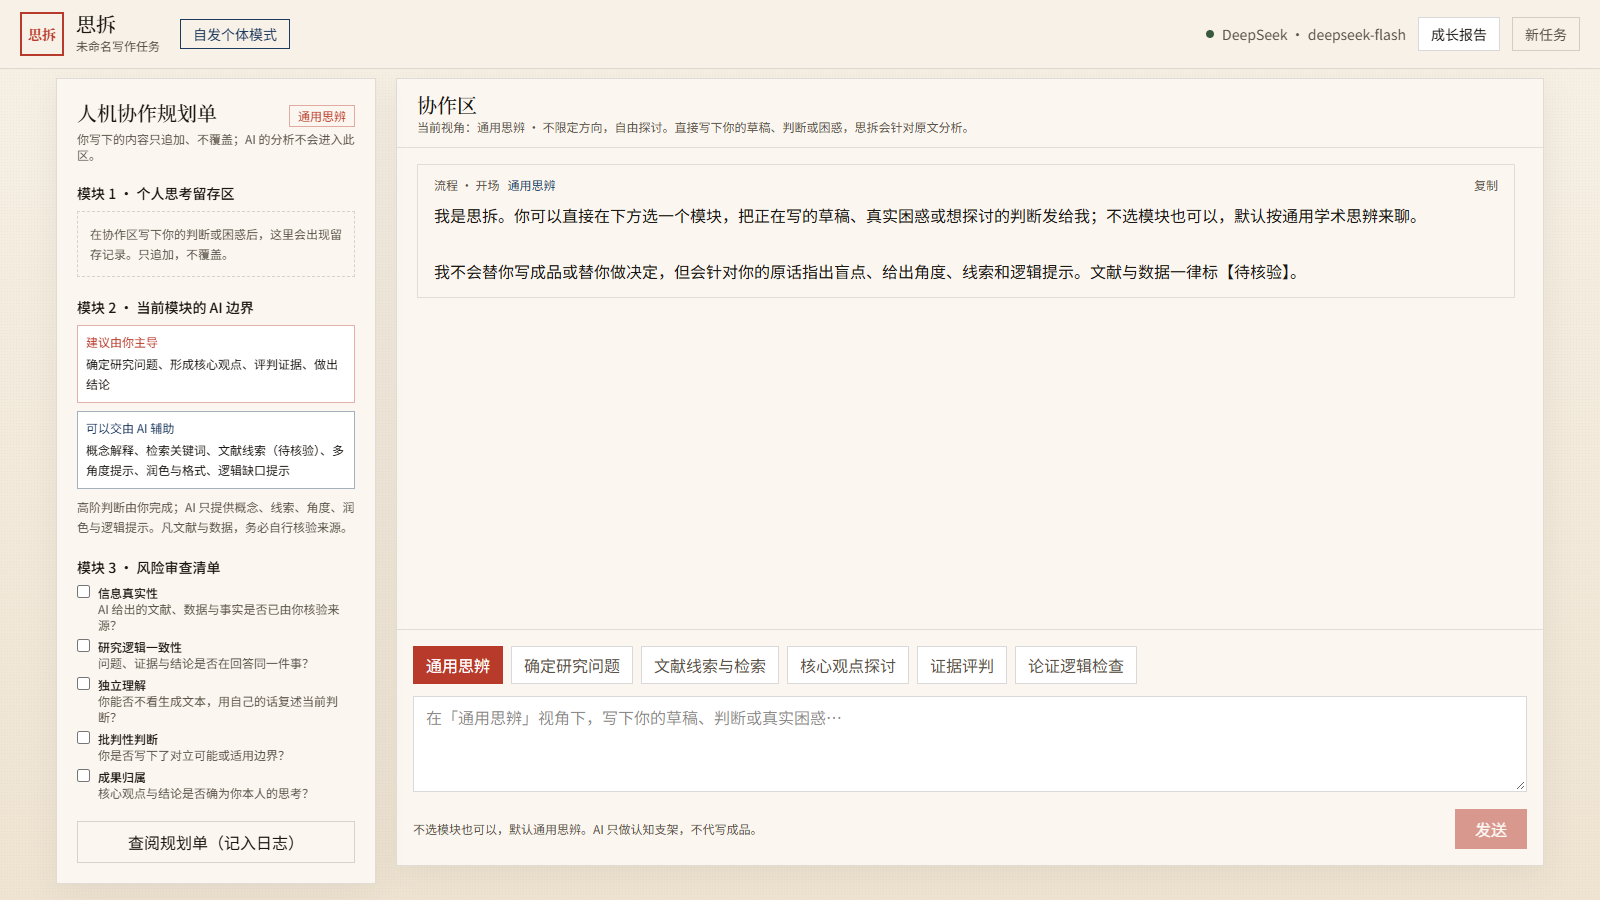 思拆
思拆
未命名写作任务
自发个体模式
DeepSeek · deepseek-flash
成长报告
新任务
人机协作规划单
通用思辨
你写下的内容只追加、不覆盖；AI 的分析不会进入此
区。
模块 1 · 个人思考留存区
在协作区写下你的判断或困惑后，这里会出现留
存记录。只追加，不覆盖。
模块 2 · 当前模块的 AI 边界
建议由你主导
确定研究问题、形成核心观点、评判证据、做出
结论
可以交由 AI 辅助
概念解释、检索关键词、文献线索（待核验）、多
角度提示、润色与格式、逻辑缺口提示
高阶判断由你完成；AI 只提供概念、线索、角度、润
色与逻辑提示。凡文献与数据，务必自行核验来源。
模块 3 · 风险审查清单
信息真实性
AI 给出的文献、数据与事实是否已由你核验来
源？
研究逻辑一致性
问题、证据与结论是否在回答同一件事？
独立理解
你能否不看生成文本，用自己的话复述当前判
断？
批判性判断
你是否写下了对立可能或适用边界？
成果归属
核心观点与结论是否确为你本人的思考？
查阅规划单（记入日志）
协作区
当前视角：通用思辨 · 不限定方向，自由探讨。直接写下你的草稿、判断或困惑，思拆会针对原文分析。
流程 · 开场 通用思辨
复制
我是思拆。你可以直接在下方选一个模块，把正在写的草稿、真实困惑或想探讨的判断发给我；不选模块也可以，默认按通用学术思辨来聊。
我不会替你写成品或替你做决定，但会针对你的原话指出盲点、给出角度、线索和逻辑提示。文献与数据一律标【待核验】。
通用思辨
确定研究问题
文献线索与检索
核心观点探讨
证据评判
论证逻辑检查
在「通用思辨」视角下，写下你的草稿、判断或真实困惑…
不选模块也可以，默认通用思辨。AI 只做认知支架，不代写成品。
发送